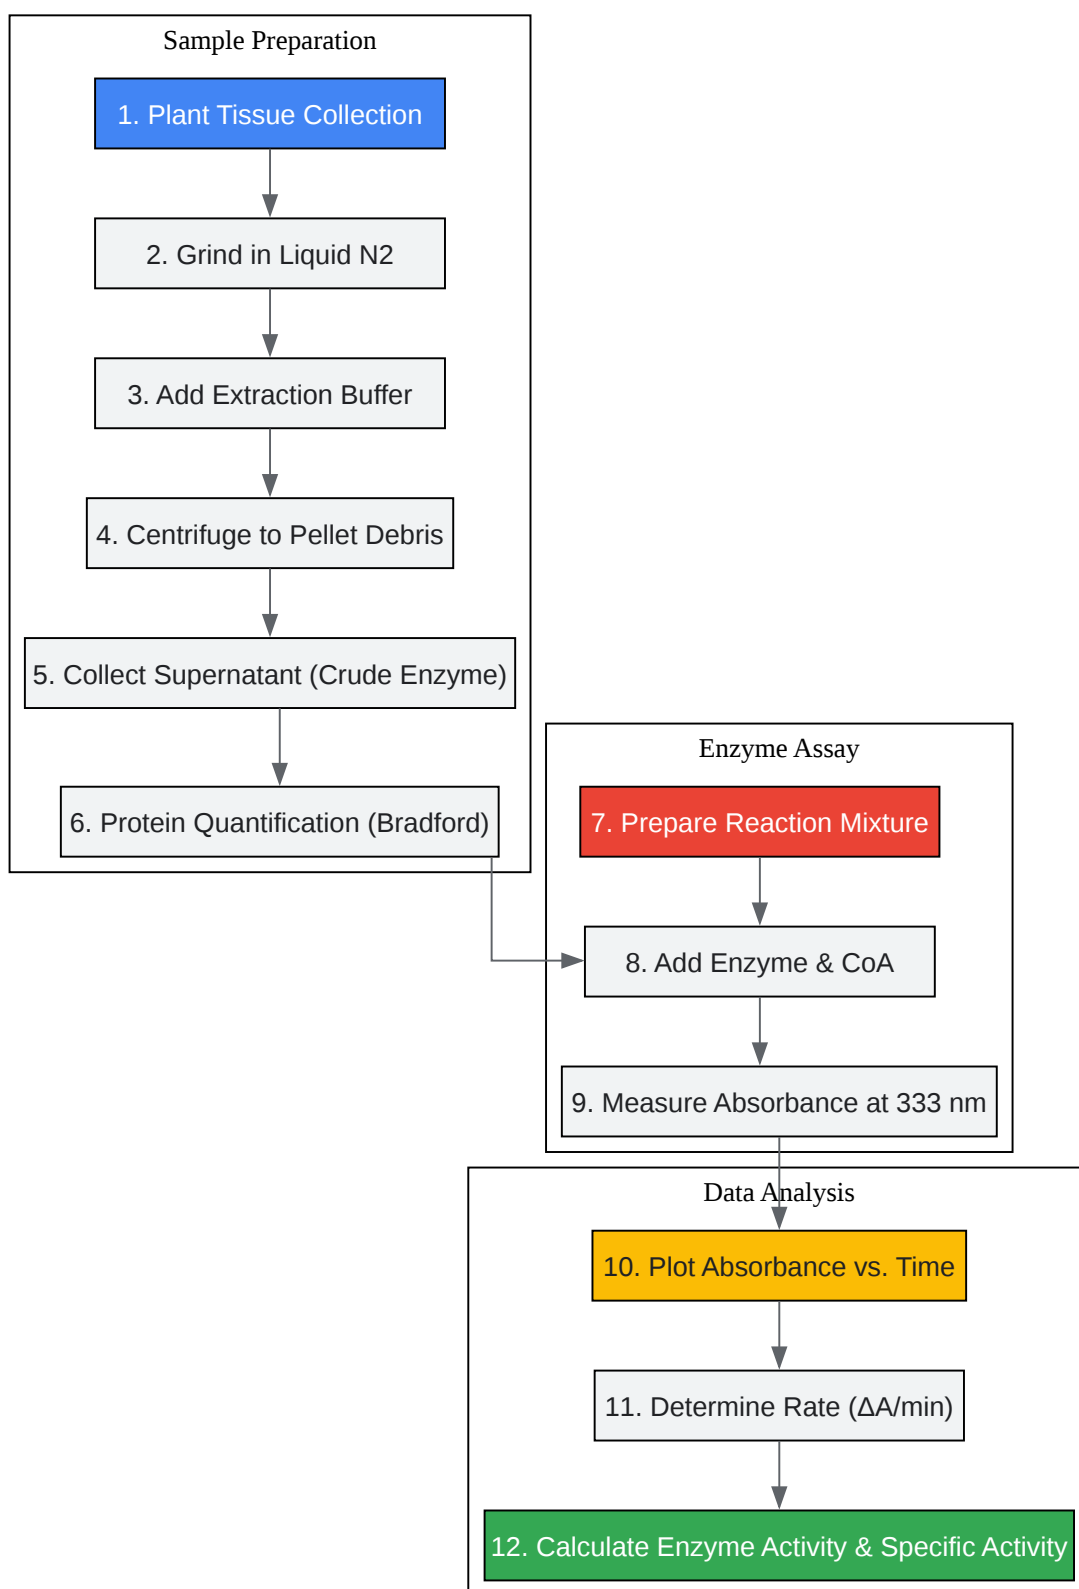 Sample Preparation
1. Plant Tissue Collection
2. Grind in Liquid N2
3. Add Extraction Buffer
4. Centrifuge to Pellet Debris
5. Collect Supernatant (Crude Enzyme)
6. Protein Quantification (Bradford)
Enzyme Assay
7. Prepare Reaction Mixture
8. Add Enzyme & CoA
9. Measure Absorbance at 333 nm
Data Analysis
10. Plot Absorbance vs. Time
11. Determine Rate (ΔA/min)
12. Calculate Enzyme Activity & Specific Activity